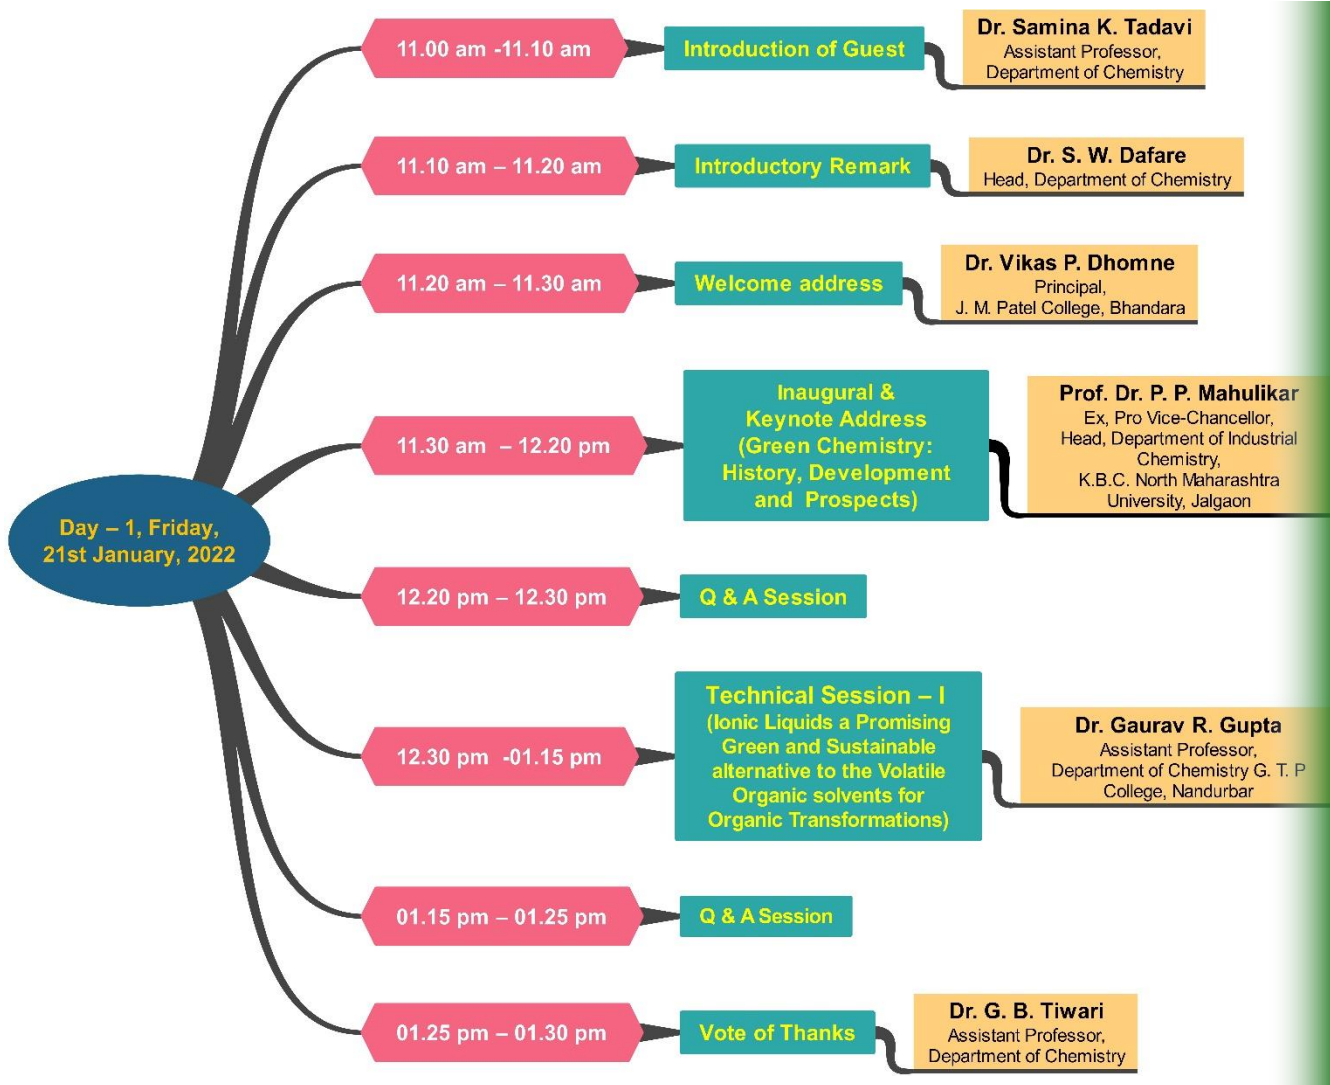 Day – 1, Friday,
21st January, 2022
11.00 am -11.10 am
Introduction of Guest
Dr. Samina K. Tadavi
Assistant Professor,
Department of Chemistry
11.10 am – 11.20 am
Introductory Remark
Dr. S. W. Dafare
Head, Department of Chemistry
11.20 am – 11.30 am
Welcome address
Dr. Vikas P. Dhomne
Principal,
J. M. Patel College, Bhandara
11.30 am – 12.20 pm
Inaugural &
Keynote Address
(Green Chemistry:
History, Development
and Prospects)
Prof. Dr. P. P. Mahulikar
Ex, Pro Vice-Chancellor,
Head, Department of Industrial
Chemistry,
K.B.C. North Maharashtra
University, Jalgaon
12.20 pm – 12.30 pm
Q & A Session
12.30 pm -01.15 pm
Technical Session – I
(Ionic Liquids a Promising
Green and Sustainable
alternative to the Volatile
Organic solvents for
Organic Transformations)
Dr. Gaurav R. Gupta
Assistant Professor,
Department of Chemistry G. T. P
College, Nandurbar
01.15 pm – 01.25 pm
Q & A Session
01.25 pm – 01.30 pm
Vote of Thanks
Dr. G. B. Tiwari
Assistant Professor,
Department of Chemistry